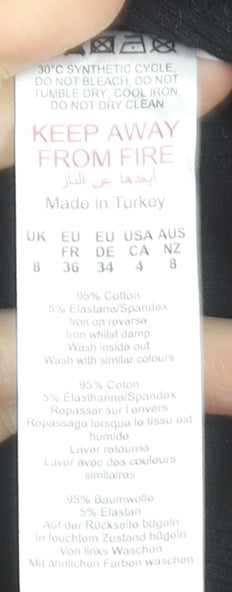 30°C SYNTHETIC CYCLE,
DO NOT BLEACH, DO NOT
TUMBLE DRY, COOL IRON,
DO NOT DRY CLEAN
KEEP AWAY
FROM FIRE
أبعدها عن النار
Made in Turkey
UK EU EU USA AUS
FR DE CA NZ
8 36 34 4 8
95% Cotton
5% Elastane/Spandex
Iron on reverse
Iron whilst damp
Wash inside out
Wash with similar colours
95% Coton
5% Élasthanne/Spandex
Repasser sur l'envers
Repassage lorsque le tissu est
humide
Laver retourné
Laver avec des couleurs
similaires
95% Baumwolle
5% Elastan
Auf der Rückseite bügeln
In feuchtem Zustand bügeln
Von links Waschen
Mit ähnlichen Farben waschen